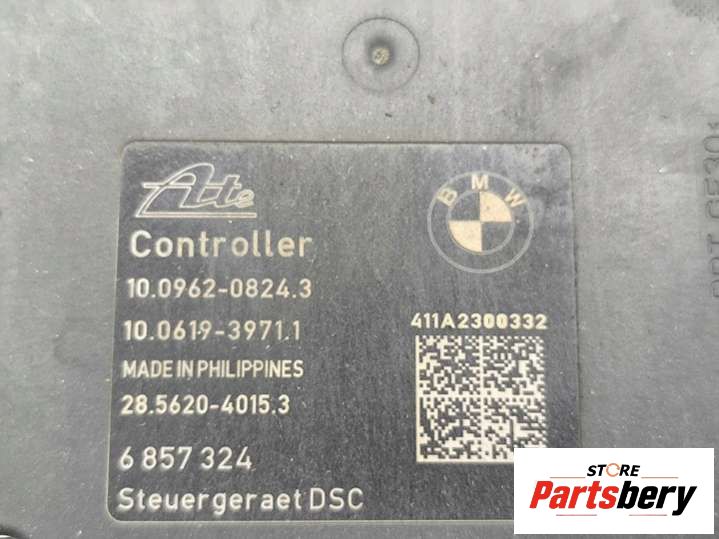 Ate
BMW
Controller
10.0962-0824.3
10.0619-3971.1
411A2300332
MADE IN PHILIPPINES
28.5620-4015.3
6 857 324
Steuergeraet DSC
STORE
Partsbery